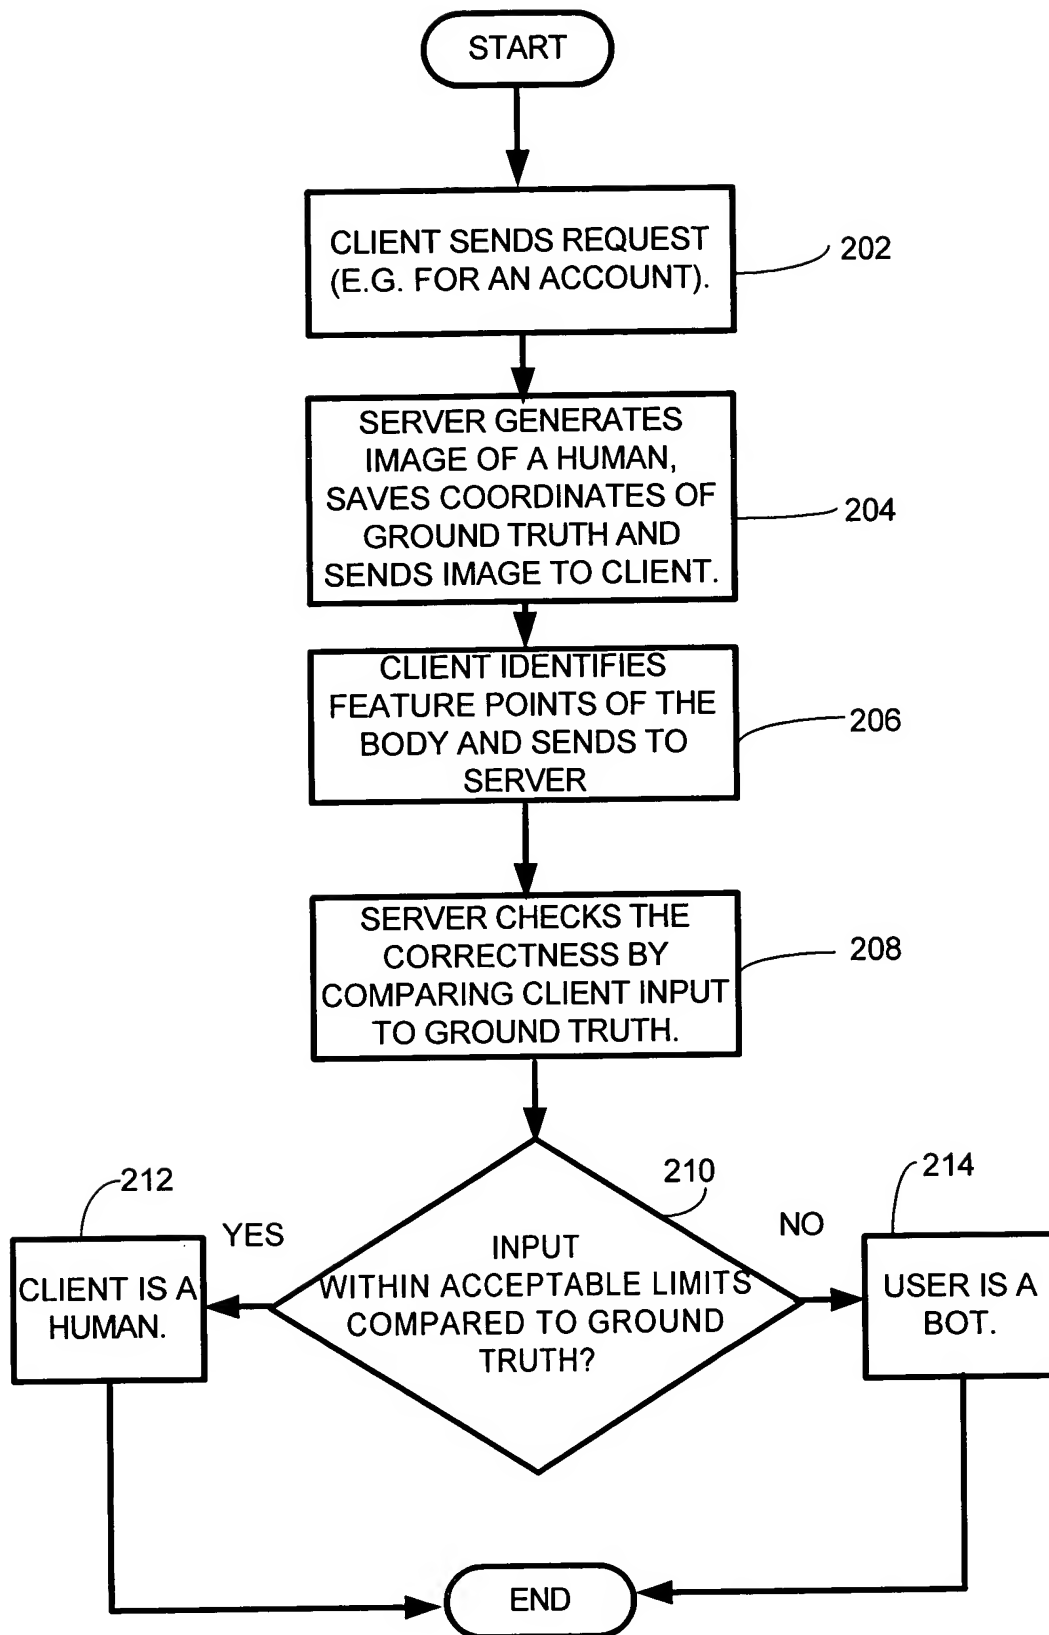 START
CLIENT SENDS REQUEST
(E.G. FOR AN ACCOUNT).
202
SERVER GENERATES
IMAGE OF A HUMAN,
SAVES COORDINATES OF
GROUND TRUTH AND
SENDS IMAGE TO CLIENT.
204
CLIENT IDENTIFIES
FEATURE POINTS OF THE
BODY AND SENDS TO
SERVER
206
SERVER CHECKS THE
CORRECTNESS BY
COMPARING CLIENT INPUT
TO GROUND TRUTH.
208
210
INPUT
WITHIN ACCEPTABLE LIMITS
COMPARED TO GROUND
TRUTH?
YES
212
CLIENT IS A
HUMAN.
NO
214
USER IS A
BOT.
END